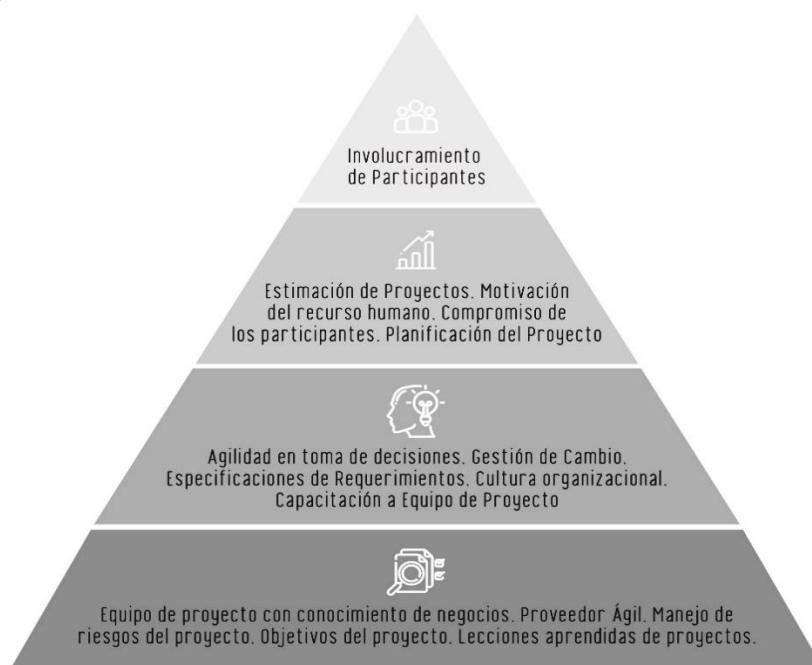 Involucramiento
de Participantes
Estimación de Proyectos. Motivación
del recurso humano. Compromiso de
los participantes. Planificación del Proyecto
Agilidad en toma de decisiones. Gestión de Cambio.
Especificaciones de Requerimientos. Cultura organizacional.
Capacitación a Equipo de Proyecto
Equipo de proyecto con conocimiento de negocios. Proveedor Ágil. Manejo de
riesgos del proyecto. Objetivos del proyecto. Lecciones aprendidas de proyectos.